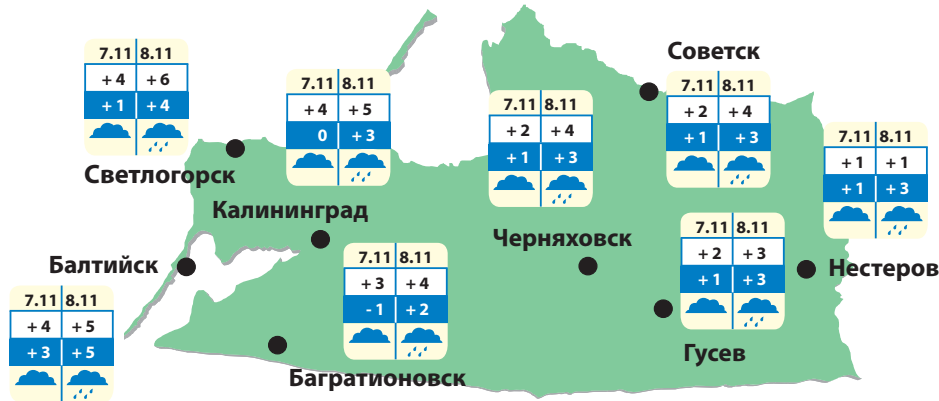 Светлогорск
7.11 8.11
+ 4 + 6
+ 1 + 4
Калининград
7.11 8.11
+ 4 + 5
0 + 3
Черняховск
7.11 8.11
+ 2 + 4
+ 1 + 3
Советск
7.11 8.11
+ 2 + 4
+ 1 + 3
Нестеров
7.11 8.11
+ 1 + 1
+ 1 + 3
Балтийск
7.11 8.11
+ 4 + 5
+ 3 + 5
Багратионовск
7.11 8.11
+ 3 + 4
- 1 + 2
Гусев
7.11 8.11
+ 2 + 3
+ 1 + 3